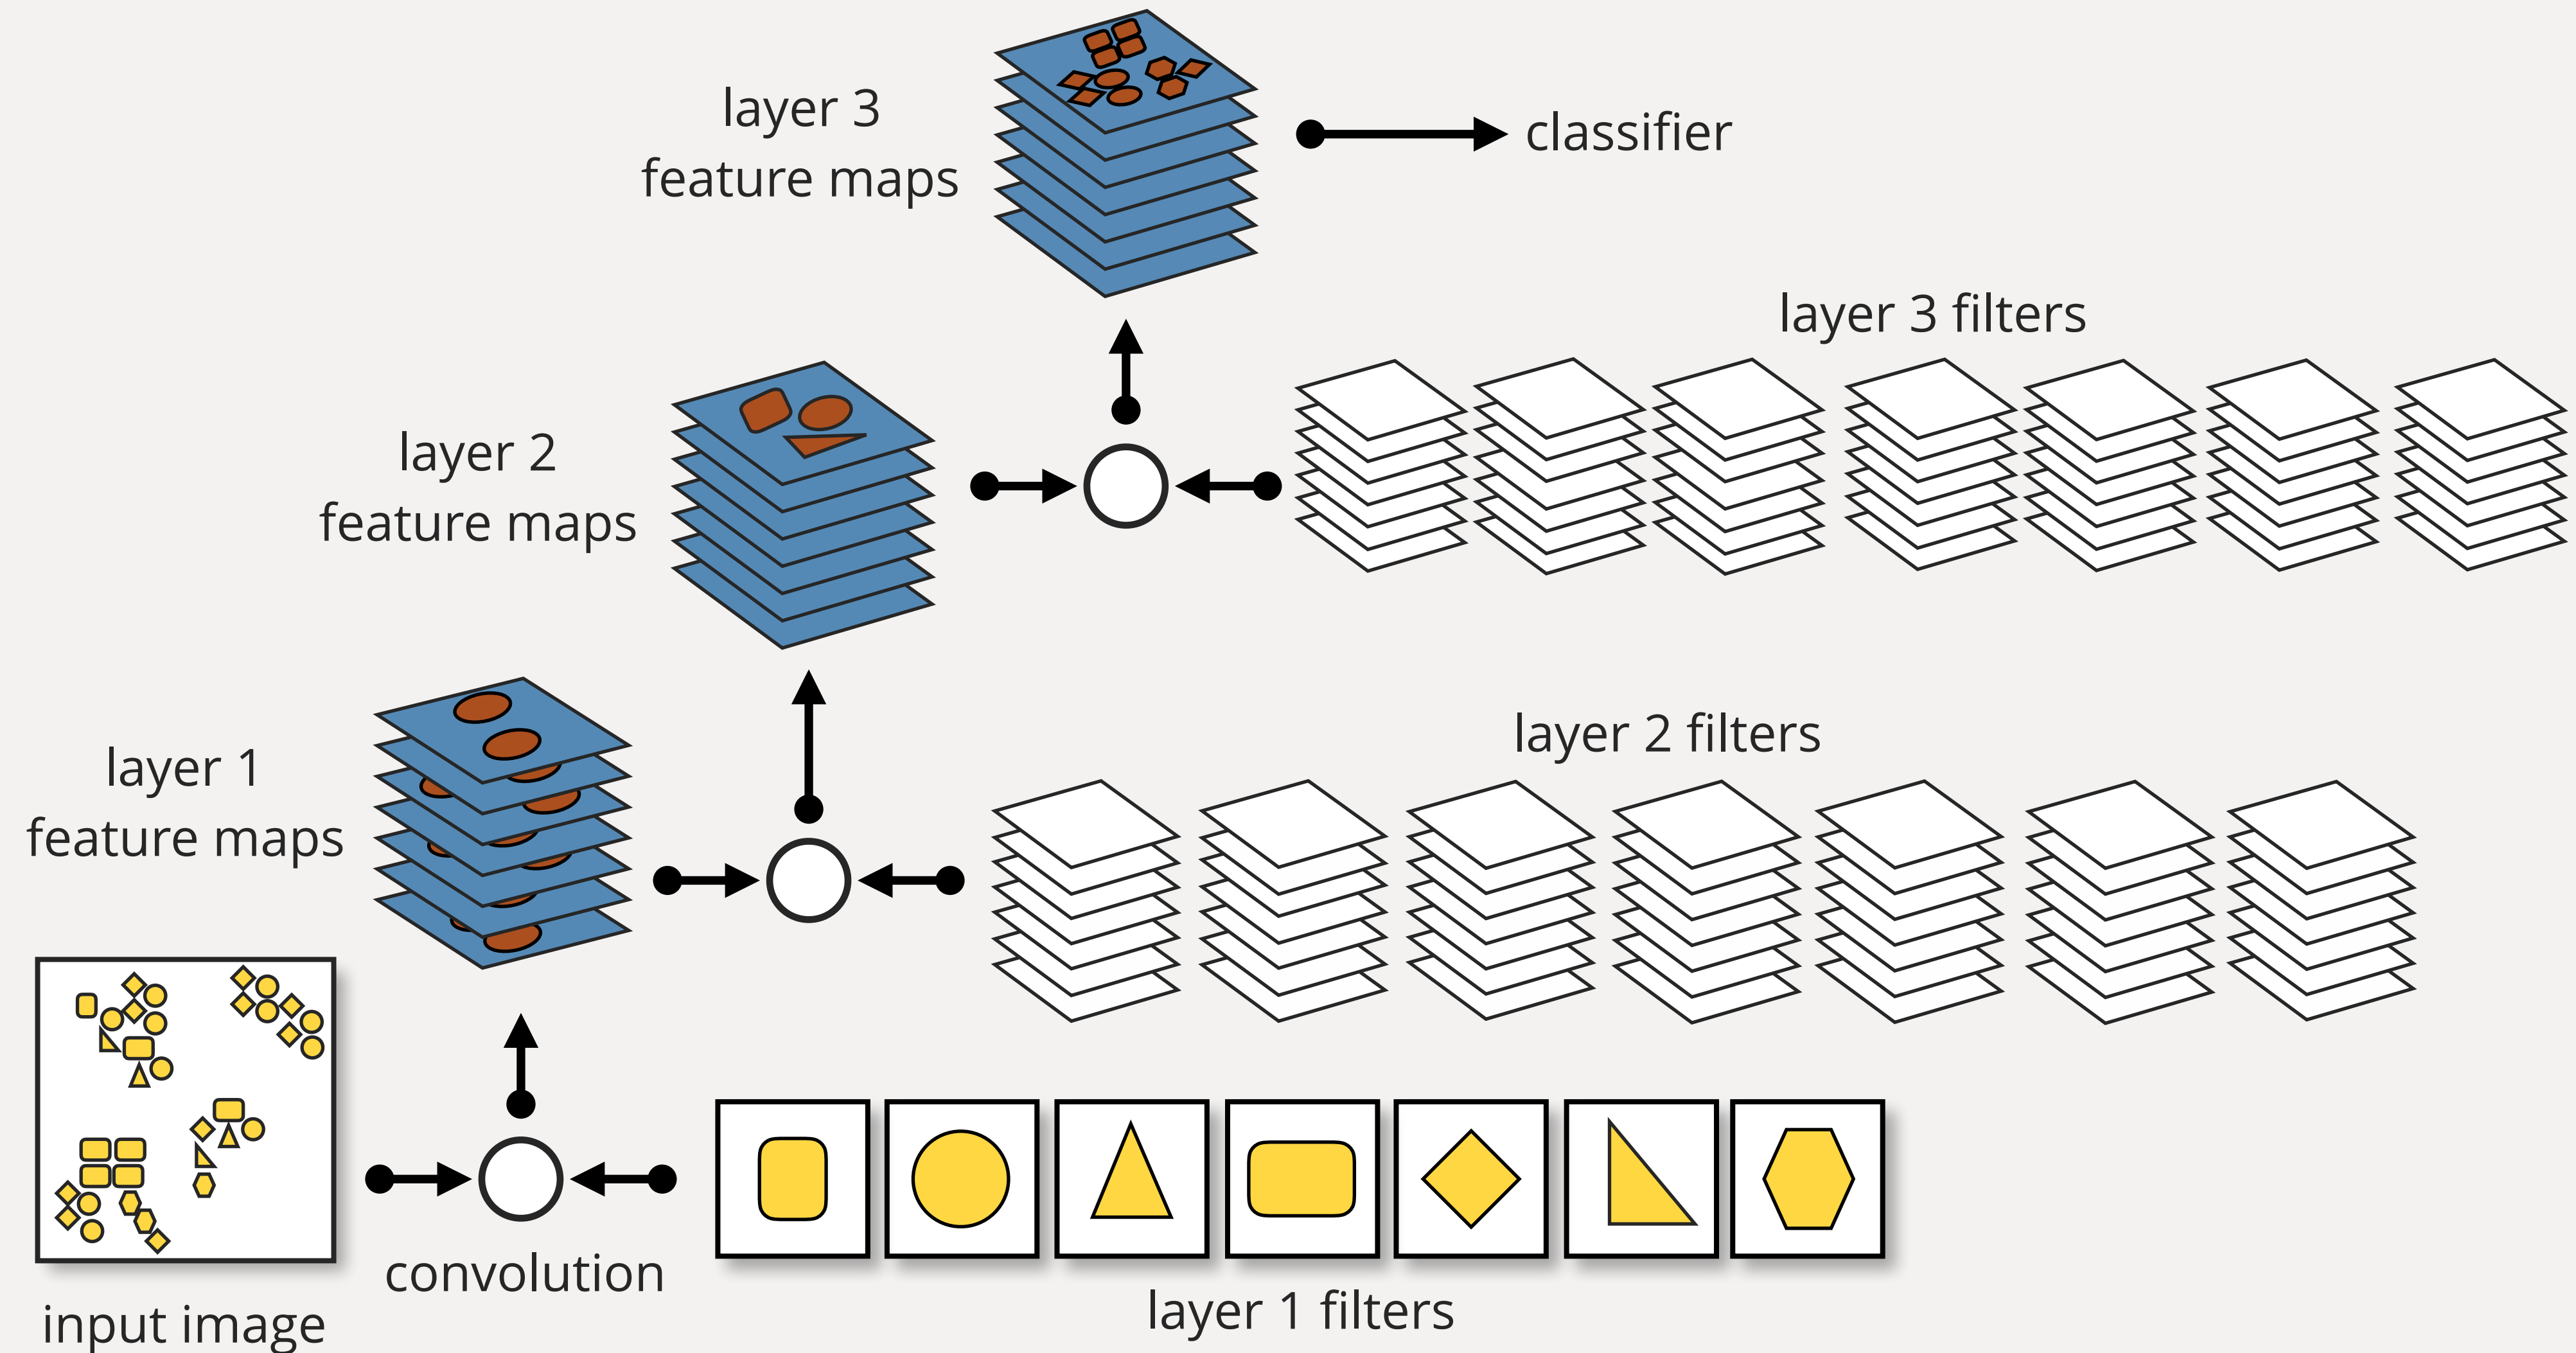 layer 3
feature maps
classifier
layer 3 filters
layer 2
feature maps
layer 2 filters
layer 1
feature maps
convolution
layer 1 filters
input image